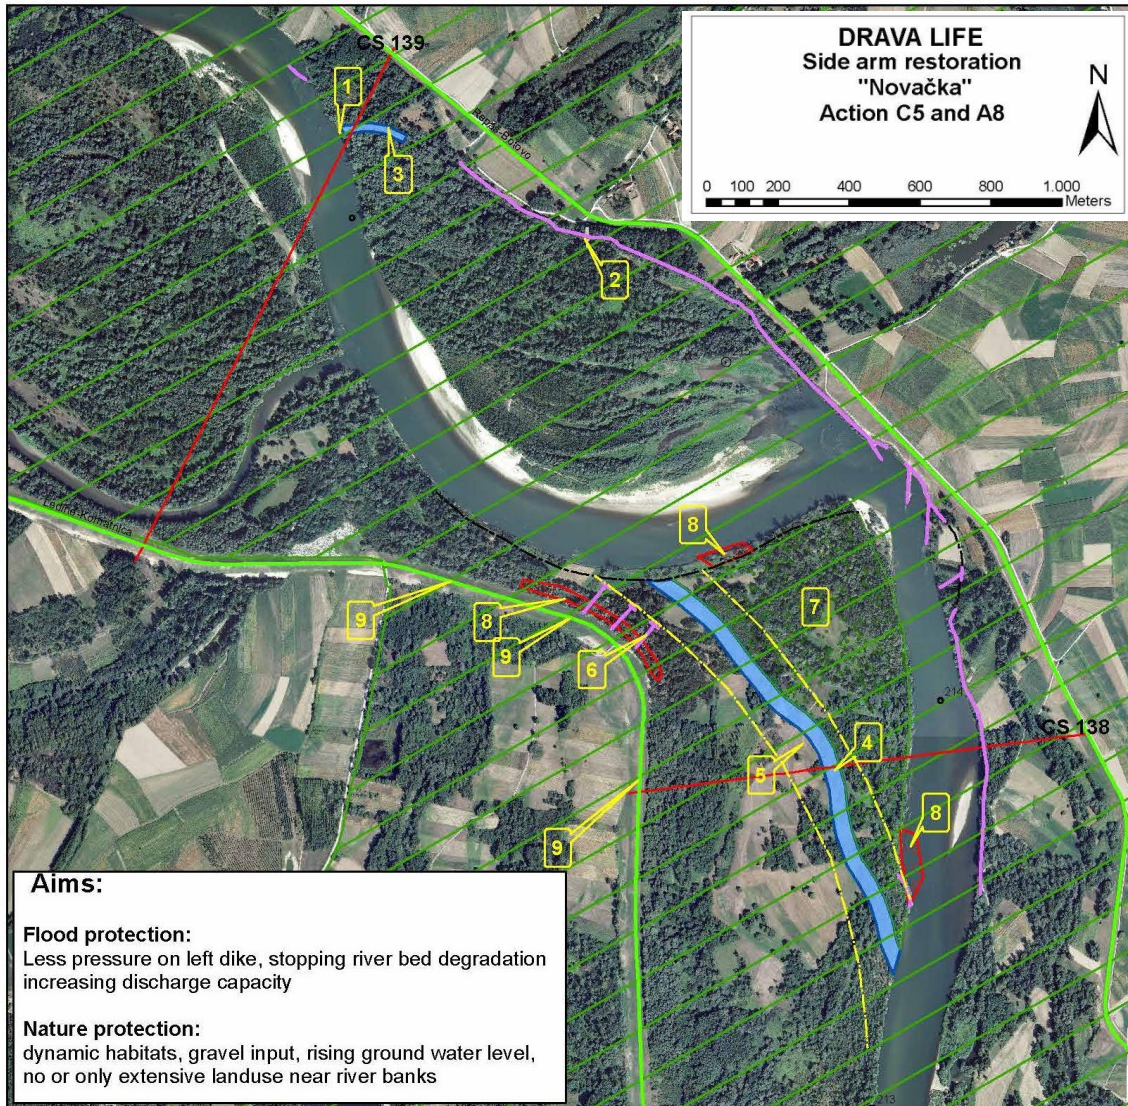 DRAVA LIFE
Side arm restoration
"Novačka"
Action C5 and A8
N
0 100 200 400 600 800 1.000
Meters
CS 139
1
3
2
8
7
9
8
9
6
5
4
CS 138
8
9
Aims:
Flood protection:
Less pressure on left dike, stopping river bed degradation
increasing discharge capacity
Nature protection:
dynamic habitats, gravel input, rising ground water level,
no or only extensive landuse near river banks